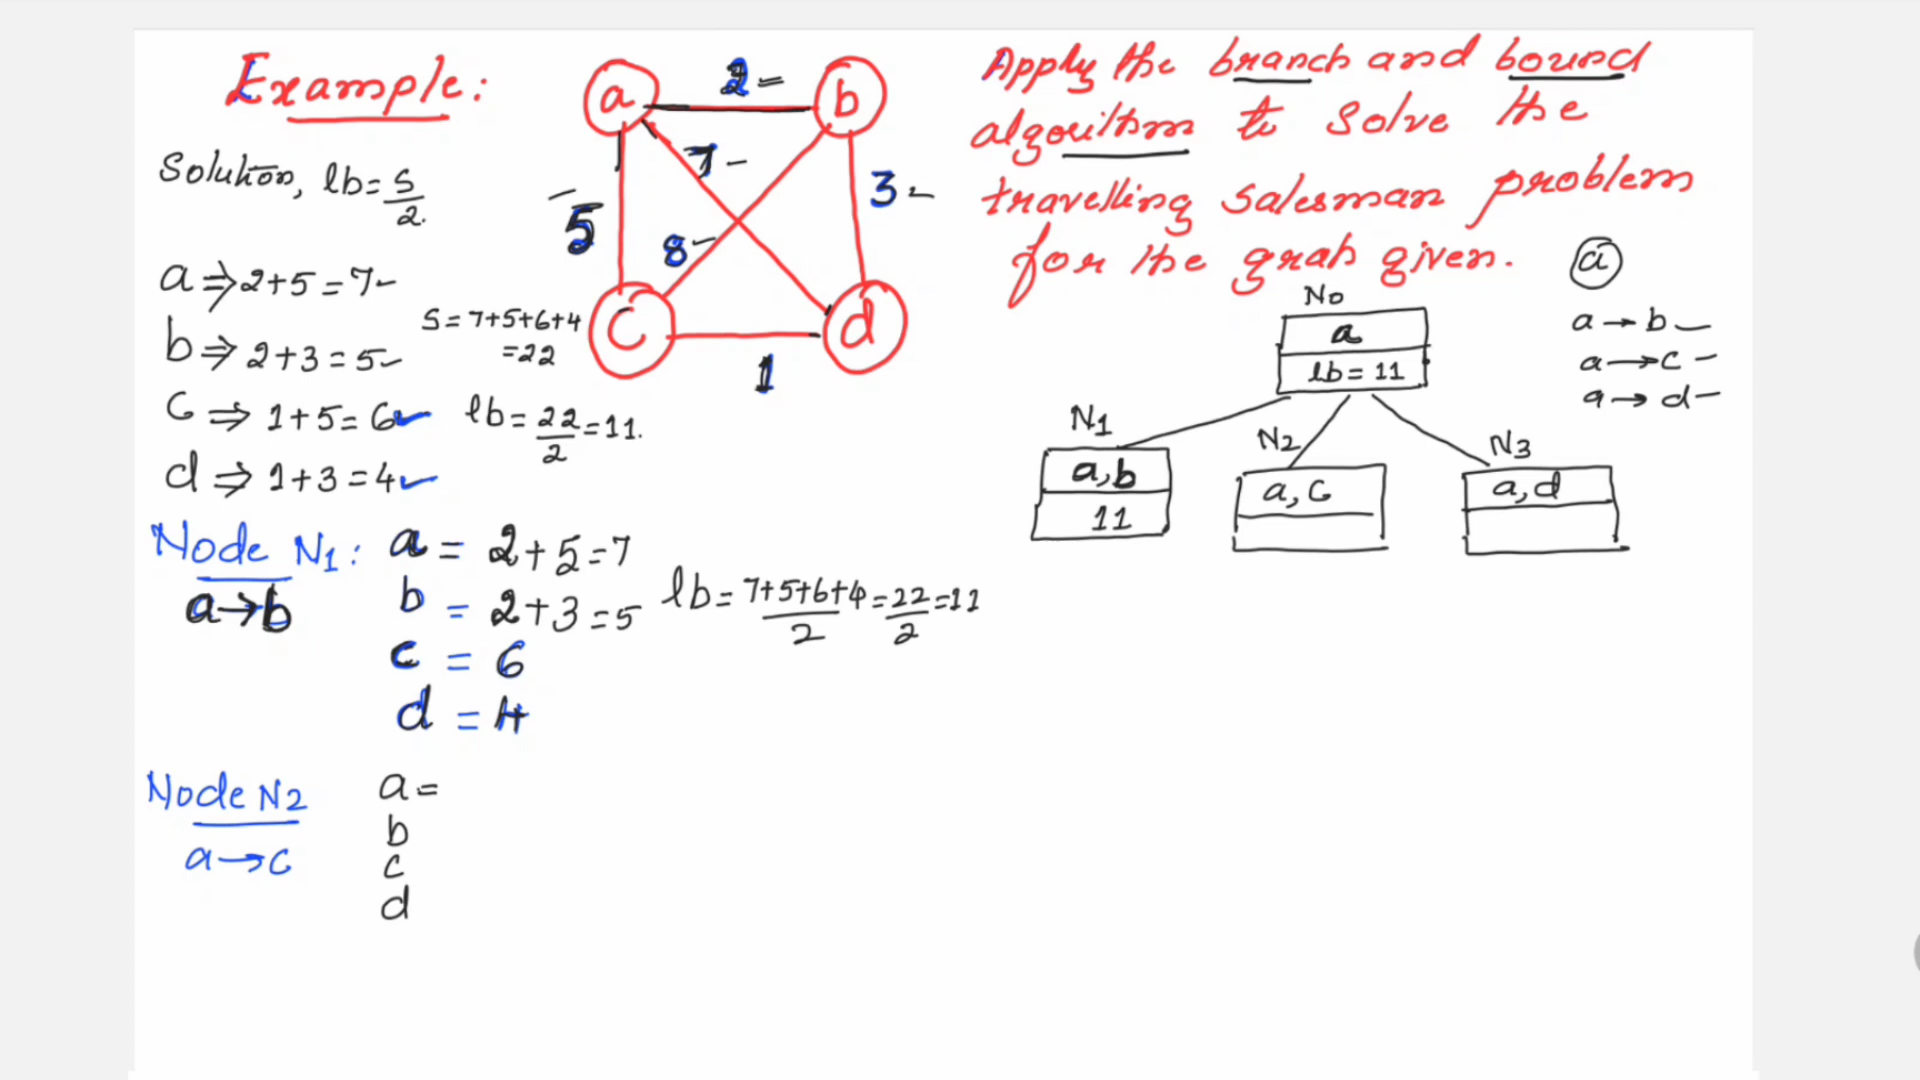 Example:
Solution, lb = S/2.
a ⇒ 2+5 = 7
b ⇒ 2+3 = 5
C ⇒ 1+5 = 6
d ⇒ 1+3 = 4
S = 7+5+6+4
= 22
lb = 22/2 = 11.
a
b
C
d
2
7
5
8
3
1
Apply the branch and bound
algorithm to solve the
travelling salesman problem
for the grah given.
a
a → b
a → c
a → d
No
a
lb = 11
N1
a,b
11
N2
a,c
N3
a,d
Node N1:
a → b
a = 2+5 = 7
b = 2+3 = 5
c = 6
d = 4
lb = 7+5+6+4/2 = 22/2 = 11
Node N2
a → c
a =
b
c
d